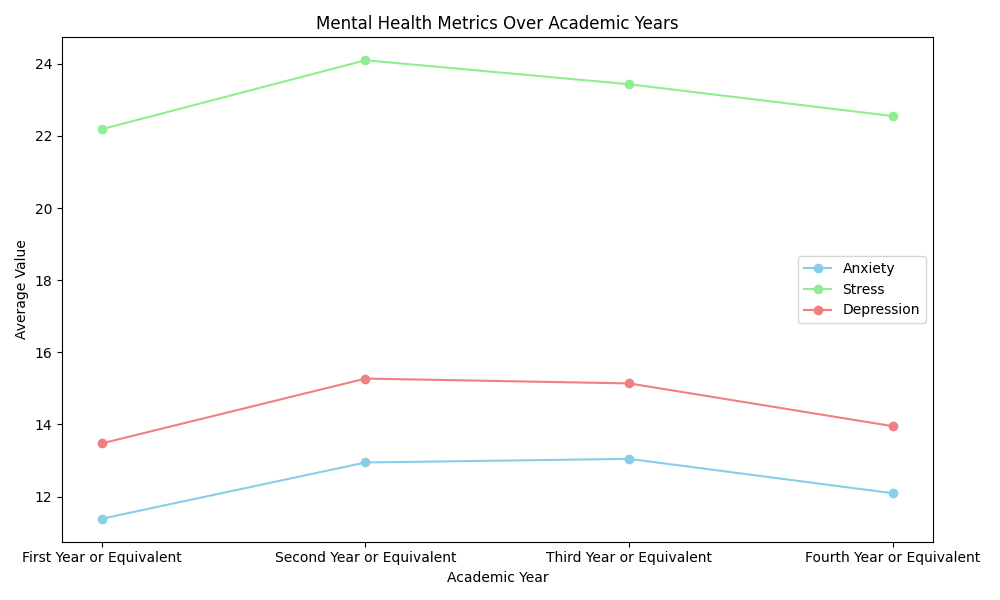 Mental Health Metrics Over Academic Years
24
22
20
18
16
14
12
Average Value
Anxiety
Stress
Depression
First Year or Equivalent
Second Year or Equivalent
Third Year or Equivalent
Fourth Year or Equivalent
Academic Year